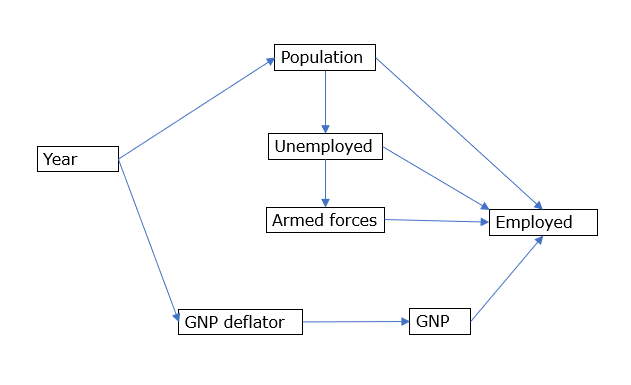 Population
Year
Unemployed
Armed forces
Employed
GNP deflator
GNP